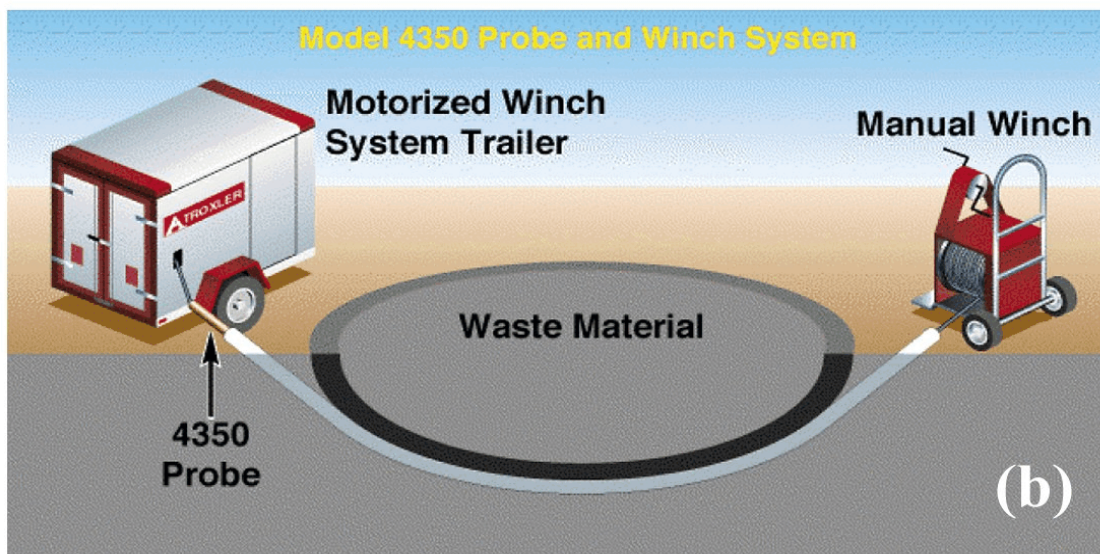 Model 4350 Probe and Winch System
Motorized Winch
System Trailer
Manual Winch
TROXLER
Waste Material
4350
Probe
(b)